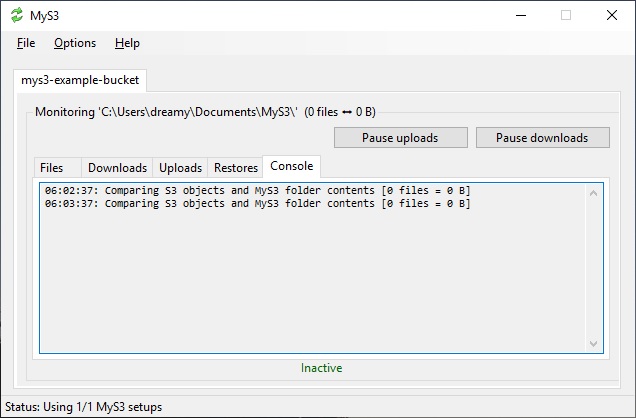 MyS3
File Options Help
mys3-example-bucket
Monitoring 'C:\Users\dreamy\Documents\MyS3\' (0 files ↔ 0 B)
Pause uploads Pause downloads
Files Downloads Uploads Restores Console
06:02:37: Comparing S3 objects and MyS3 folder contents [0 files = 0 B]
06:03:37: Comparing S3 objects and MyS3 folder contents [0 files = 0 B]
Inactive
Status: Using 1/1 MyS3 setups